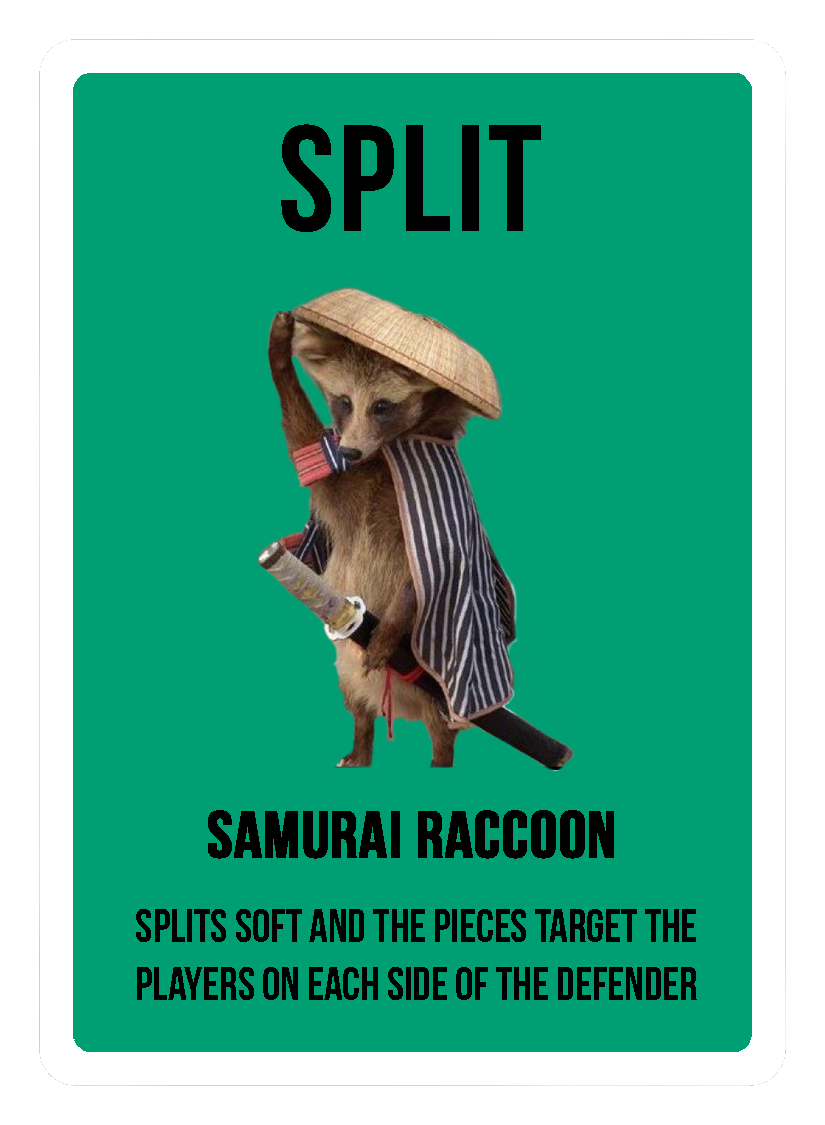 SPLIT
SAMURAI RACCOON
SPLITS SOFT AND THE PIECES TARGET THE
PLAYERS ON EACH SIDE OF THE DEFENDER